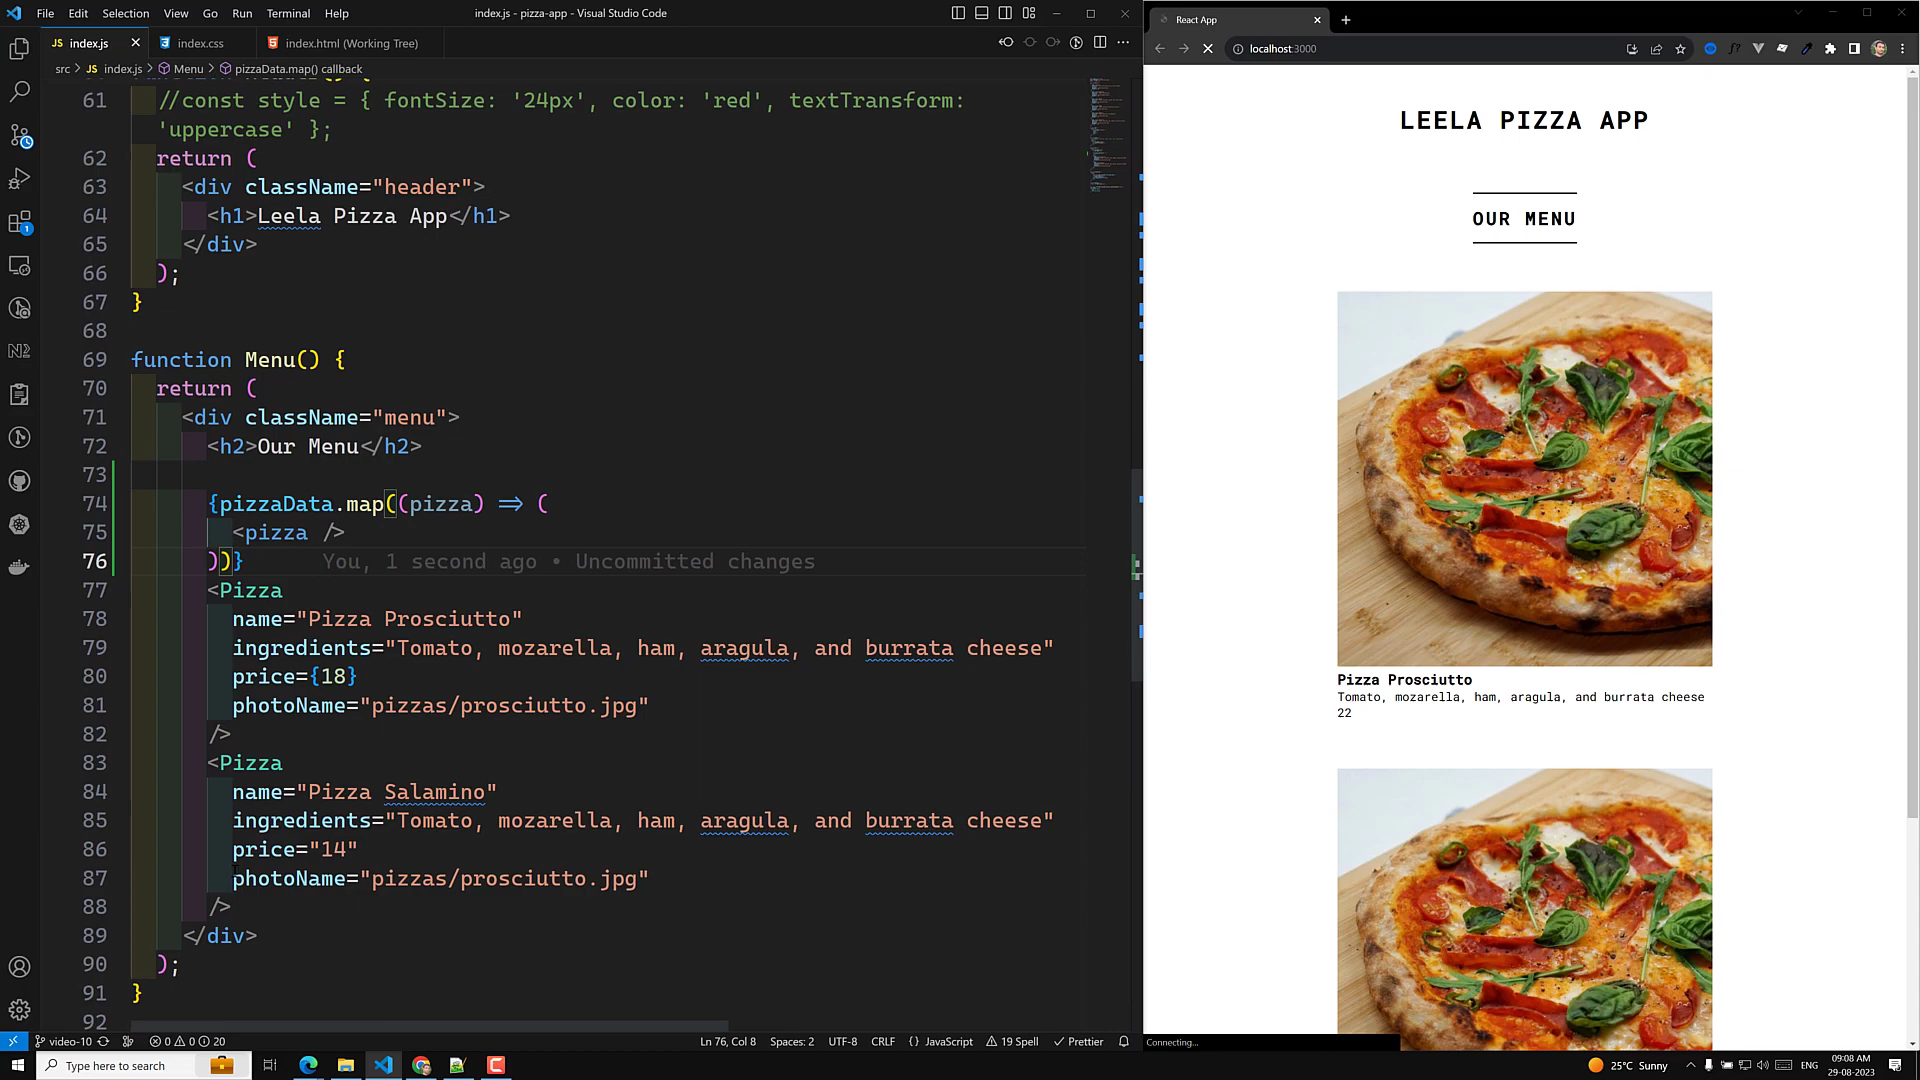 File Edit Selection View Go Run Terminal Help
index.js - pizza-app - Visual Studio Code
JS index.js
index.css
index.html (Working Tree)
src > JS index.js > Menu > pizzaData.map() callback
61 //const style = { fontSize: '24px', color: 'red', textTransform:
'uppercase' };
62 return (
63 <div className="header">
64 <h1>Leela Pizza App</h1>
65 </div>
66 );
67 }
68
69 function Menu() {
70 return (
71 <div className="menu">
72 <h2>Our Menu</h2>
73
74 {pizzaData.map((pizza) => (
75 <pizza />
76 ))} You, 1 second ago • Uncommitted changes
77 <Pizza
78 name="Pizza Prosciutto"
79 ingredients="Tomato, mozarella, ham, aragula, and burrata cheese"
80 price={18}
81 photoName="pizzas/prosciutto.jpg"
82 />
83 <Pizza
84 name="Pizza Salamino"
85 ingredients="Tomato, mozarella, ham, aragula, and burrata cheese"
86 price="14"
87 photoName="pizzas/prosciutto.jpg"
88 />
89 </div>
90 );
91 }
92
video-10
0 0 20
Ln 76, Col 8 Spaces: 2 UTF-8 CRLF {} JavaScript 19 Spell Prettier
React App
localhost:3000
LEELA PIZZA APP
OUR MENU
Pizza Prosciutto
Tomato, mozarella, ham, aragula, and burrata cheese
22
Connecting...
Type here to search
25°C Sunny
ENG
09:08 AM
29-08-2023